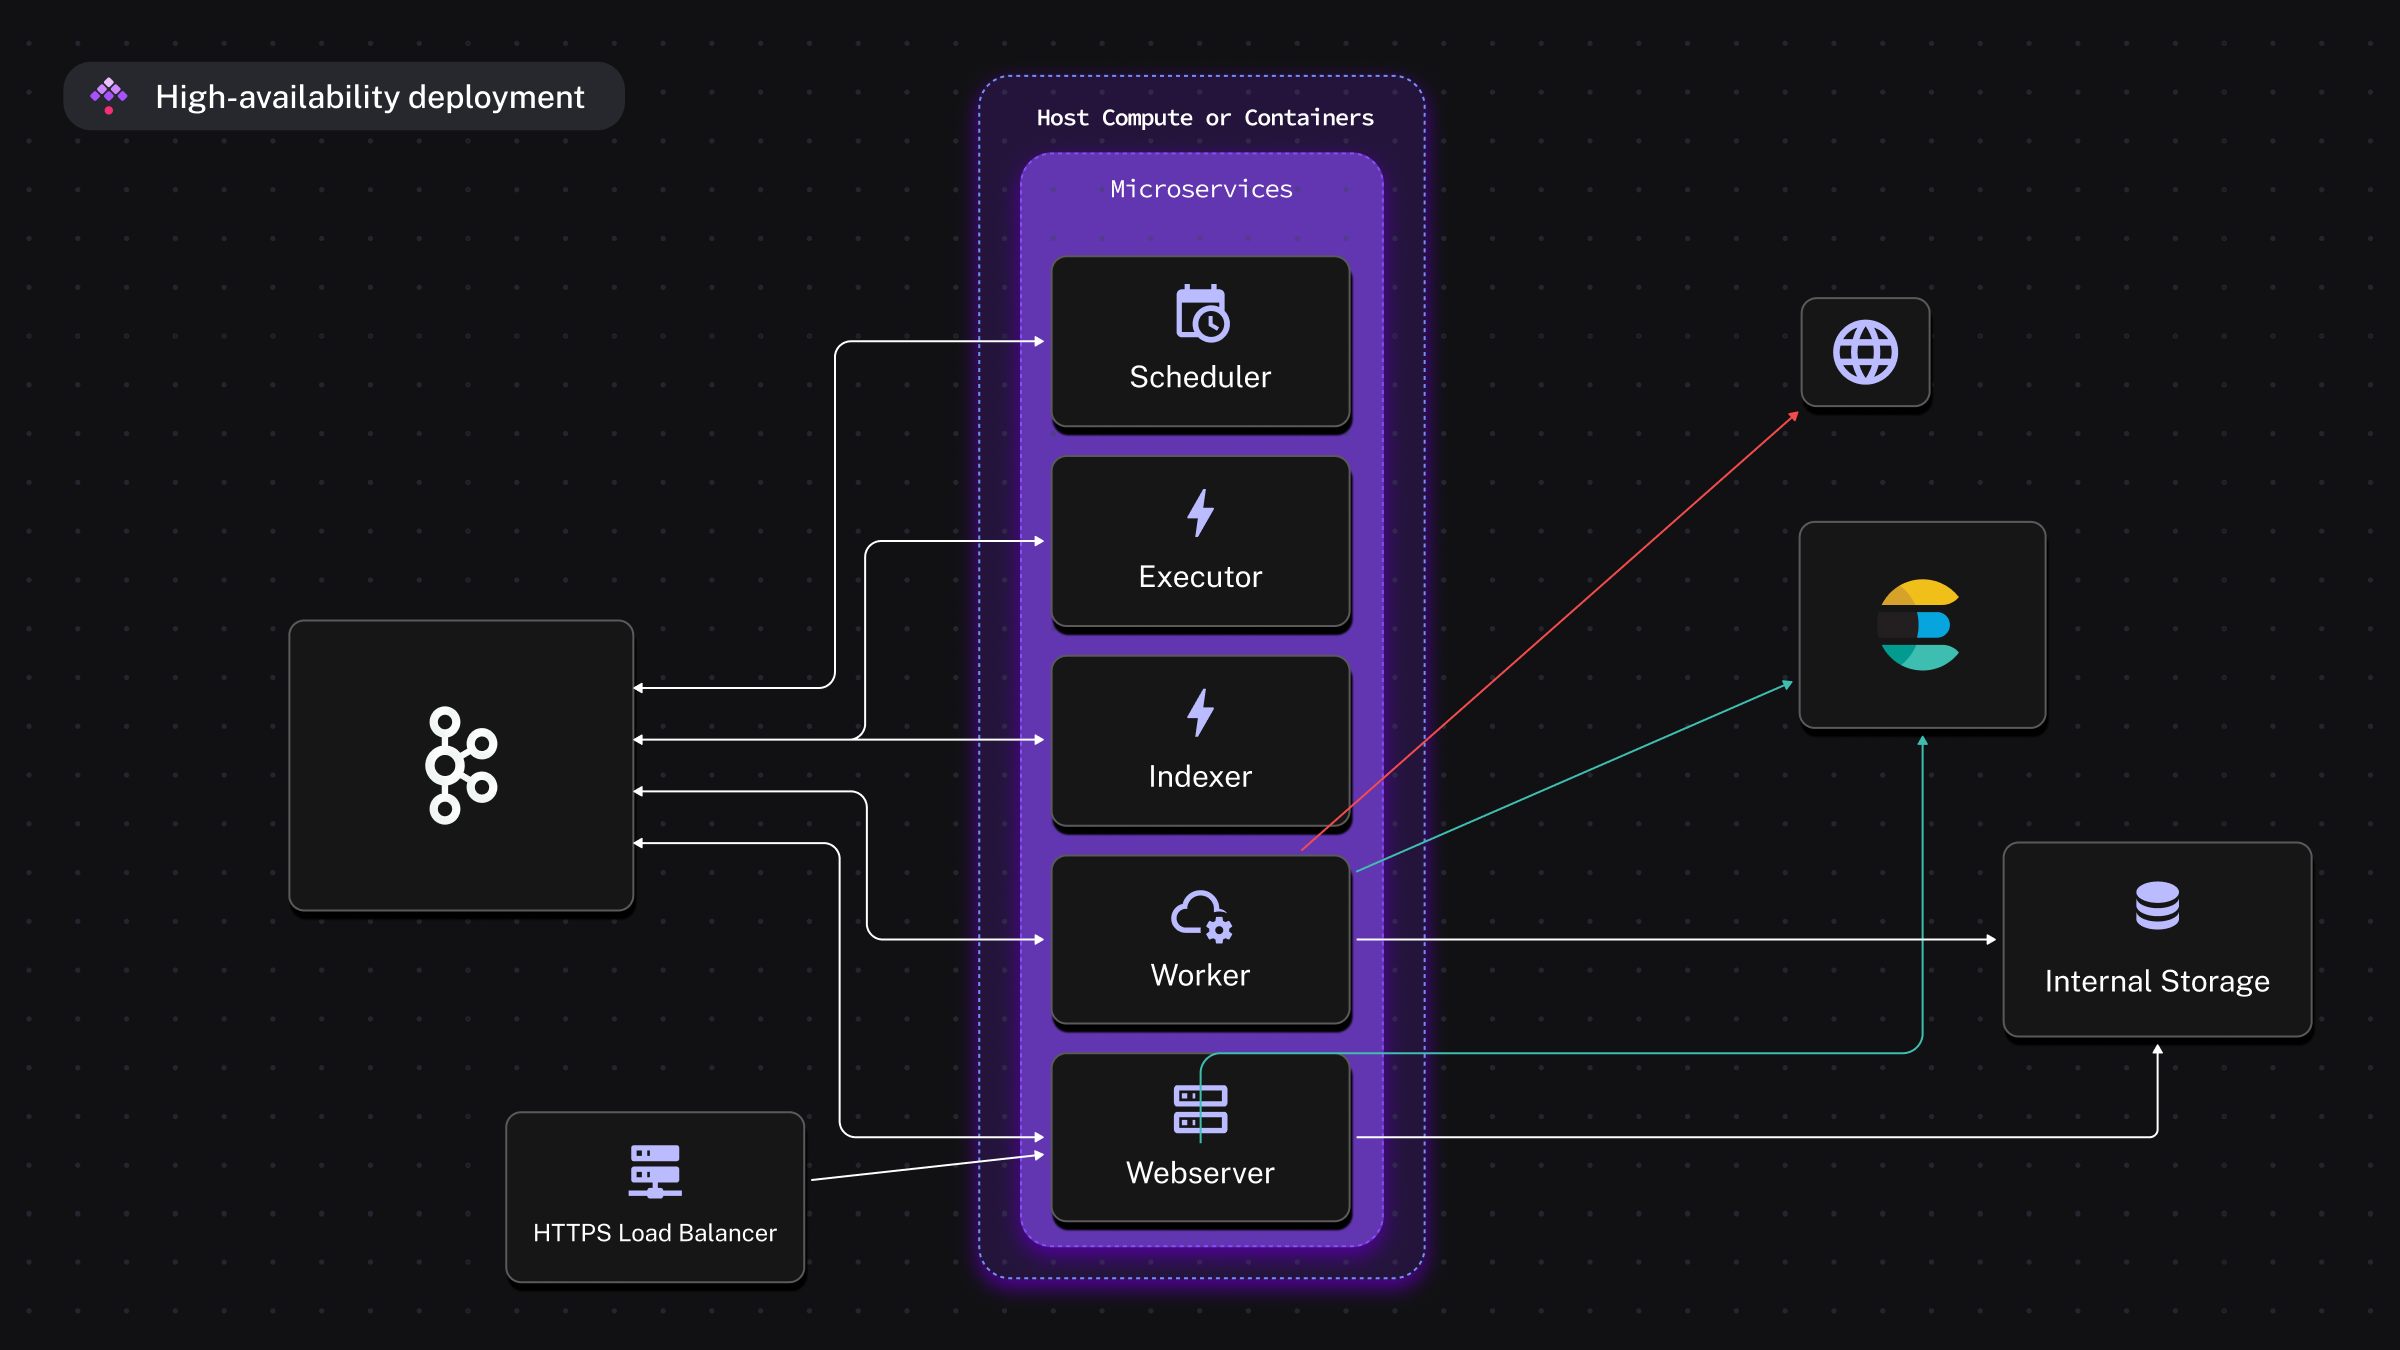 High-availability deployment
Host Compute or Containers
Microservices
Scheduler
Executor
Indexer
Worker
Internal Storage
Webserver
HTTPS Load Balancer